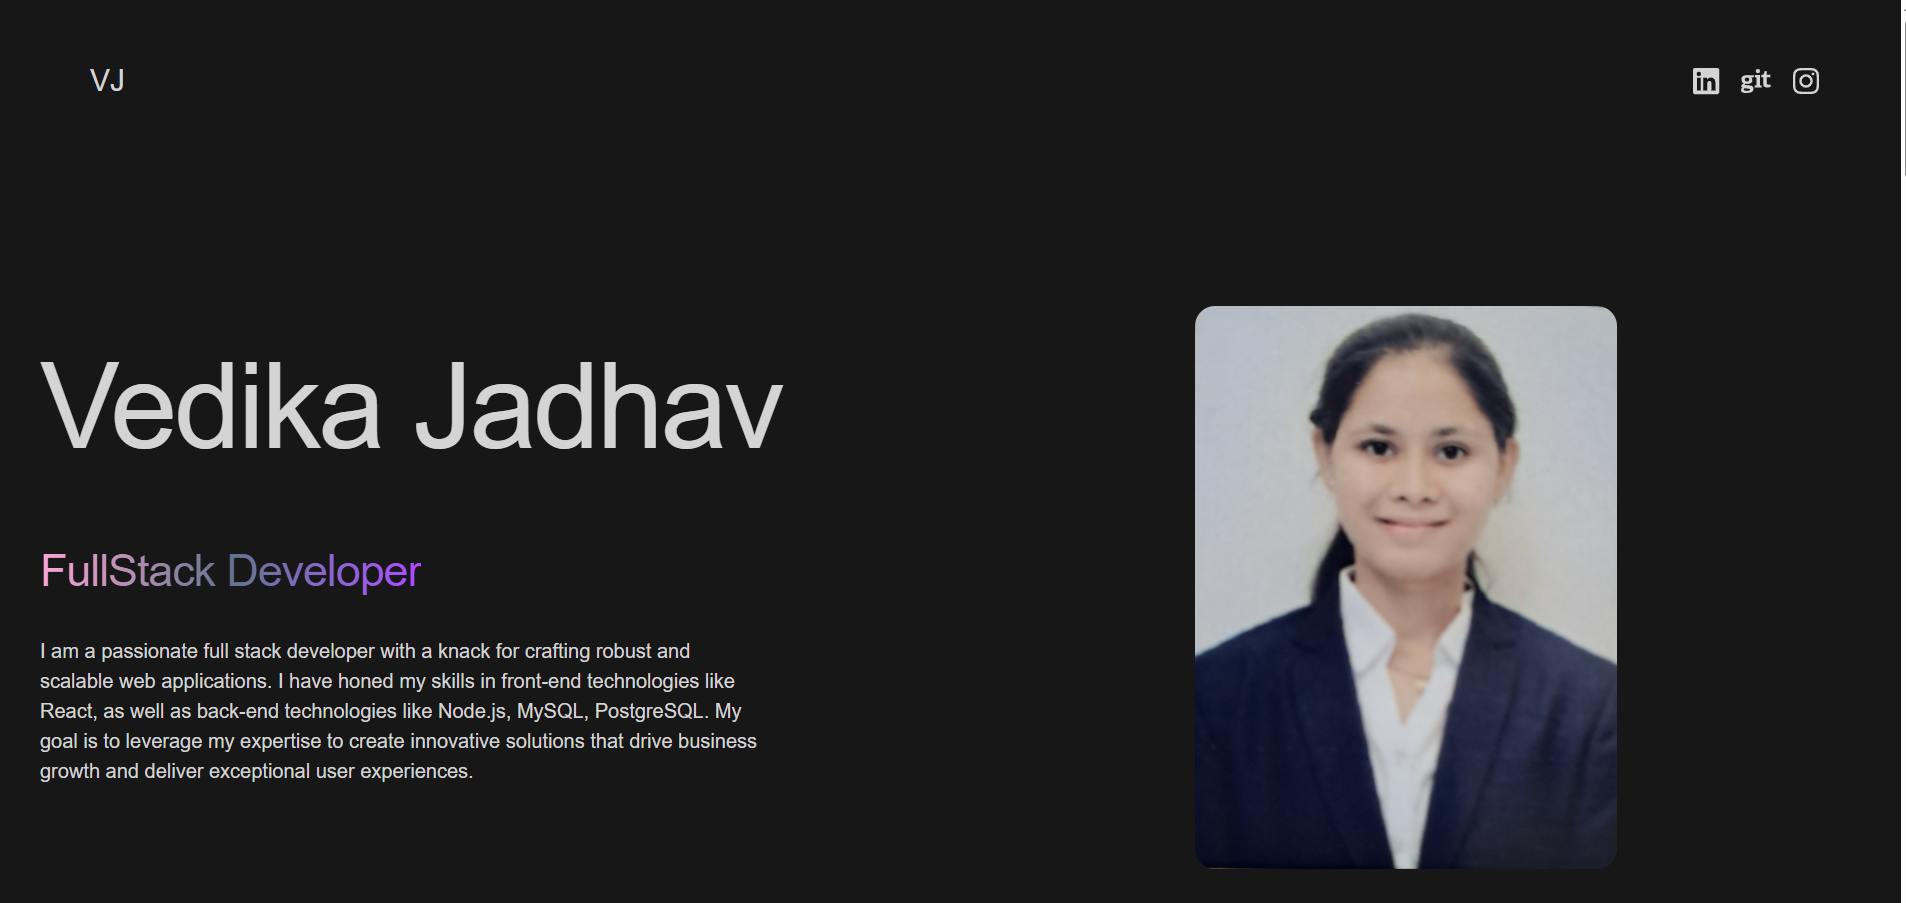 VJ
in git
Vedika Jadhav
FullStack Developer
I am a passionate full stack developer with a knack for crafting robust and
scalable web applications. I have honed my skills in front-end technologies like
React, as well as back-end technologies like Node.js, MySQL, PostgreSQL. My
goal is to leverage my expertise to create innovative solutions that drive business
growth and deliver exceptional user experiences.